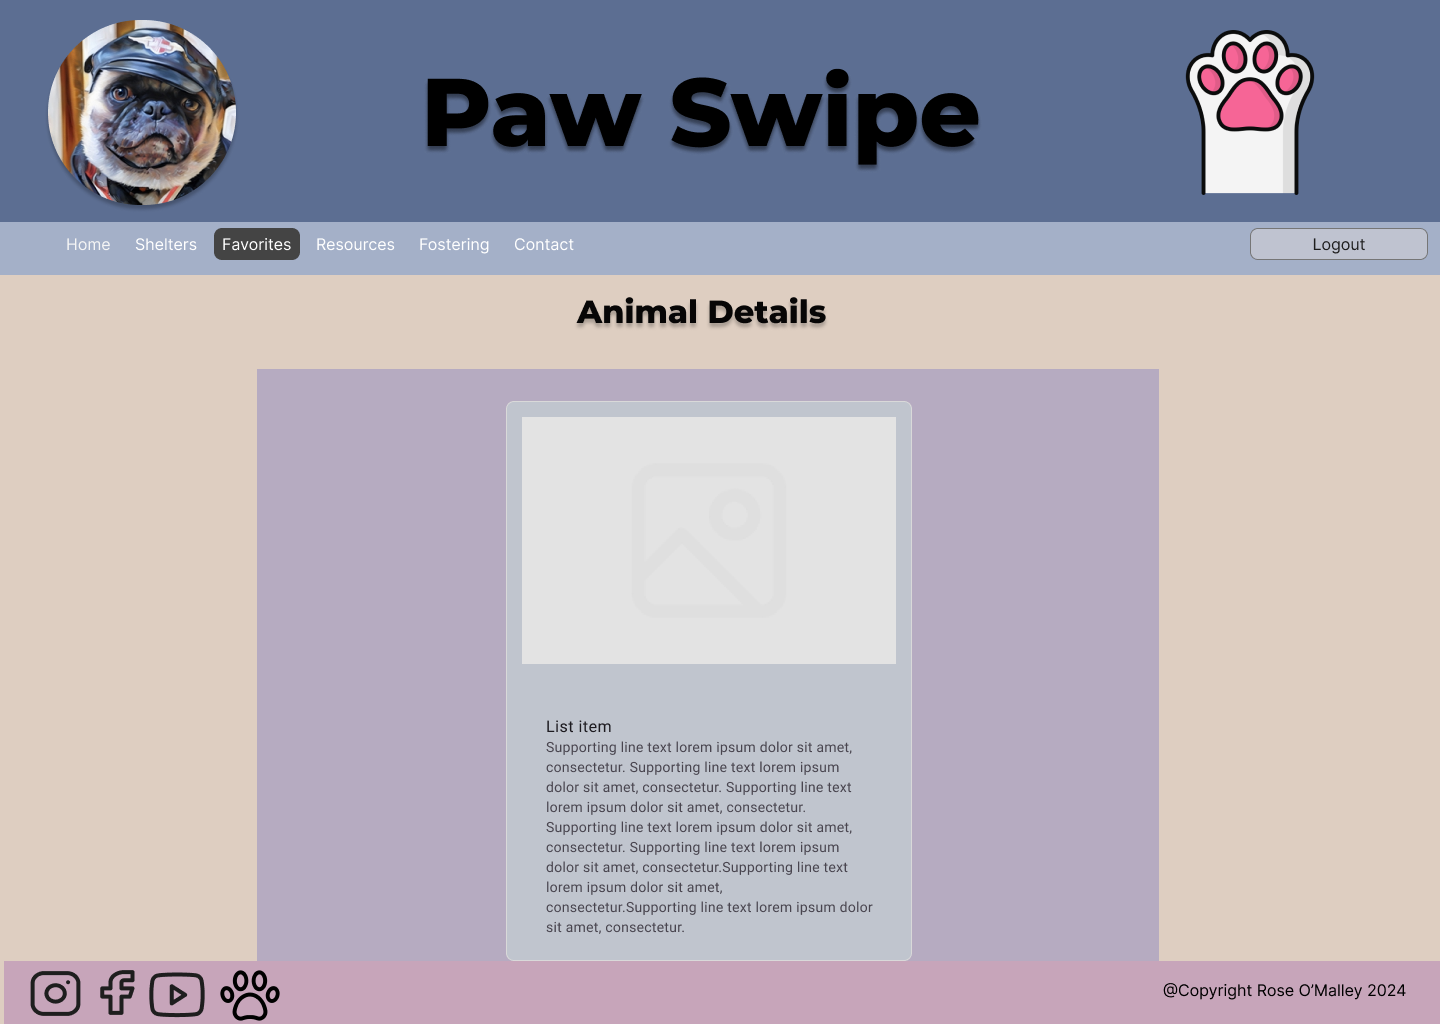 Paw Swipe
Home Shelters Favorites Resources Fostering Contact Logout
Animal Details
List item
Supporting line text lorem ipsum dolor sit amet,
consectetur. Supporting line text lorem ipsum
dolor sit amet, consectetur. Supporting line text
lorem ipsum dolor sit amet, consectetur.
Supporting line text lorem ipsum dolor sit amet,
consectetur. Supporting line text lorem ipsum
dolor sit amet, consectetur.Supporting line text
lorem ipsum dolor sit amet,
consectetur.Supporting line text lorem ipsum dolor
sit amet, consectetur.
@Copyright Rose O’Malley 2024